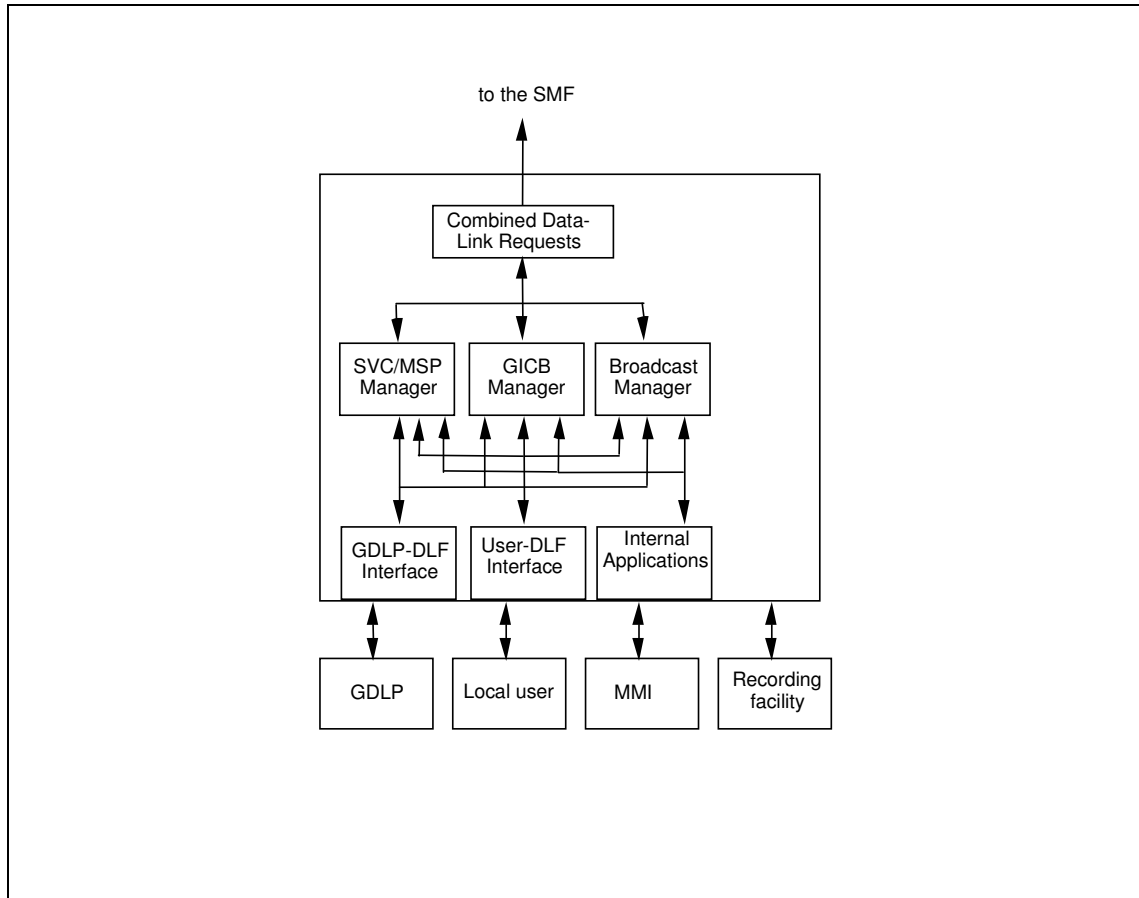 to the SMF
Combined Data-
Link Requests
SVC/MSP
Manager
GICB
Manager
Broadcast
Manager
GDLP-DLF
Interface
User-DLF
Interface
Internal
Applications
GDLP
Local user
MMI
Recording
facility